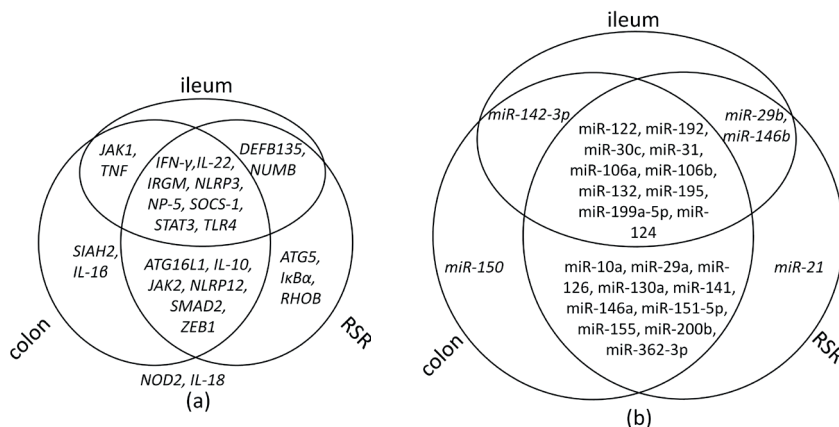 ileum
JAK1,
TNF
IFN-γ,IL-22,
IRGM, NLRP3,
NP-5, SOCS-1,
STAT3, TLR4
DEFB135,
NUMB
SIAH2,
IL-1β
ATG16L1, IL-10,
JAK2, NLRP12,
SMAD2,
ZEB1
ATG5,
IκBα,
RHOB
colon
RSR
NOD2, IL-18
(a)
ileum
miR-142-3p
miR-122, miR-192,
miR-30c, miR-31,
miR-106a, miR-106b,
miR-132, miR-195,
miR-199a-5p, miR-
124
miR-29b,
miR-146b
miR-150
miR-10a, miR-29a, miR-
126, miR-130a, miR-141,
miR-146a, miR-151-5p,
miR-155, miR-200b,
miR-362-3p
miR-21
colon
RSR
(b)